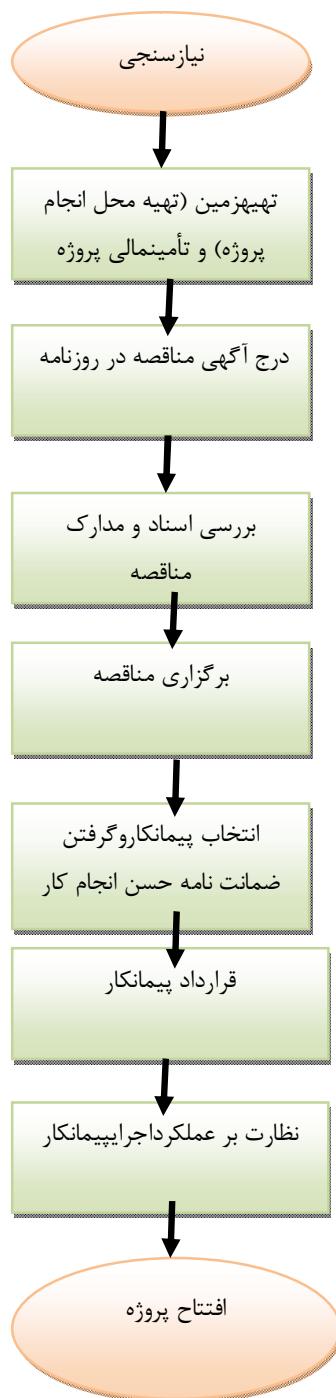 نیازسنجی
تهیهزمین (تهیه محل انجام
پروژه) و تأمینمالی پروژه
درج آگهی مناقصه در روزنامه
بررسی اسناد و مدارک
مناقصه
برگزاری مناقصه
انتخاب پیمانکاروگرفتن
ضمانت نامه حسن انجام کار
قرارداد پیمانکار
نظارت بر عملکرداجراییپیمانکار
افتتاح پروژه